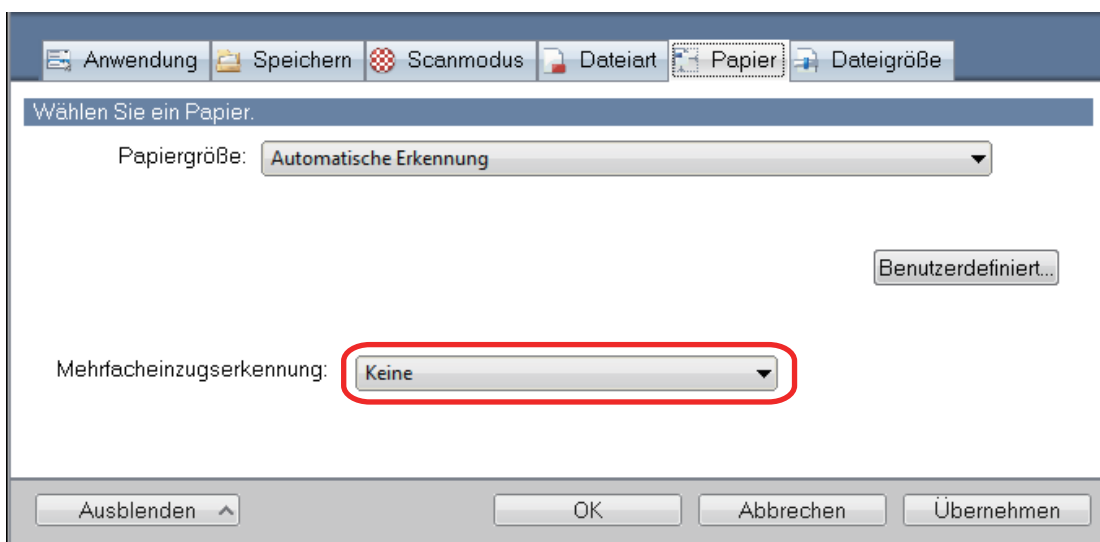 Anwendung Speichern Scanmodus Dateiart Papier Dateigröße
Wählen Sie ein Papier.
Papiergröße: Automatische Erkennung
Benutzerdefiniert...
Mehrfacheinzugserkennung: Keine
Ausblenden OK Abbrechen Übernehmen